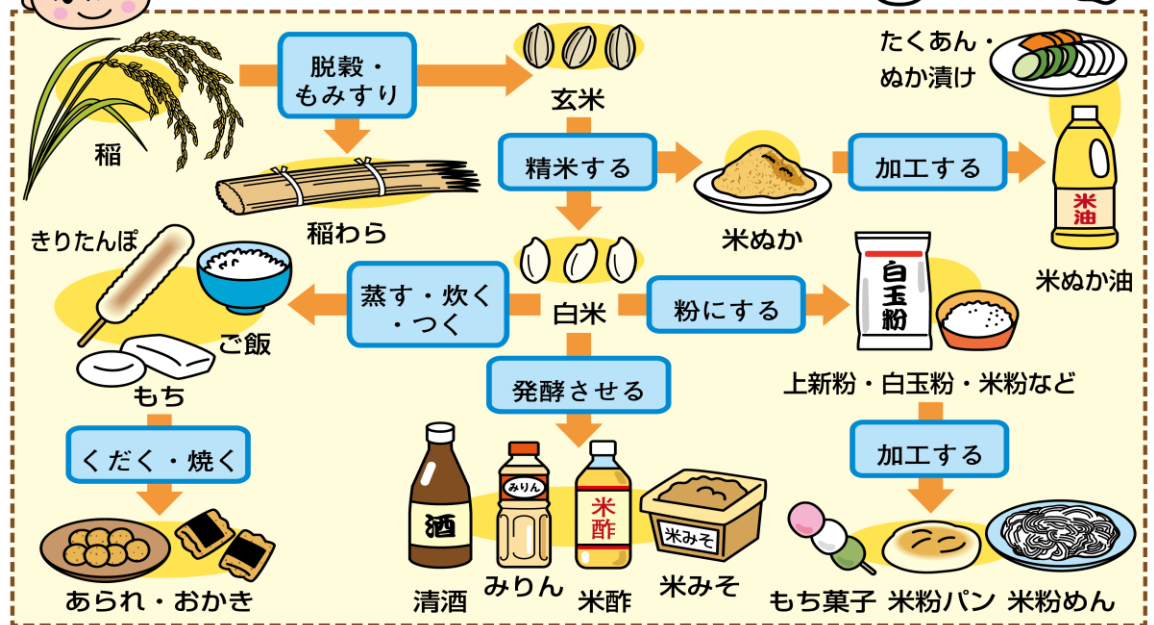 稲
脱穀・
もみすり
玄米
たくあん・
ぬか漬け
稲わら
精米する
米ぬか
加工する
米
油
米ぬか油
きりたんぽ
ご飯
もち
蒸す・炊く
・つく
白米
粉にする
白
玉
粉
上新粉・白玉粉・米粉など
発酵させる
くだく・焼く
あられ・おかき
酒
清酒
みりん
みりん
米
酢
米酢
米みそ
米みそ
加工する
もち菓子
米粉パン
米粉めん